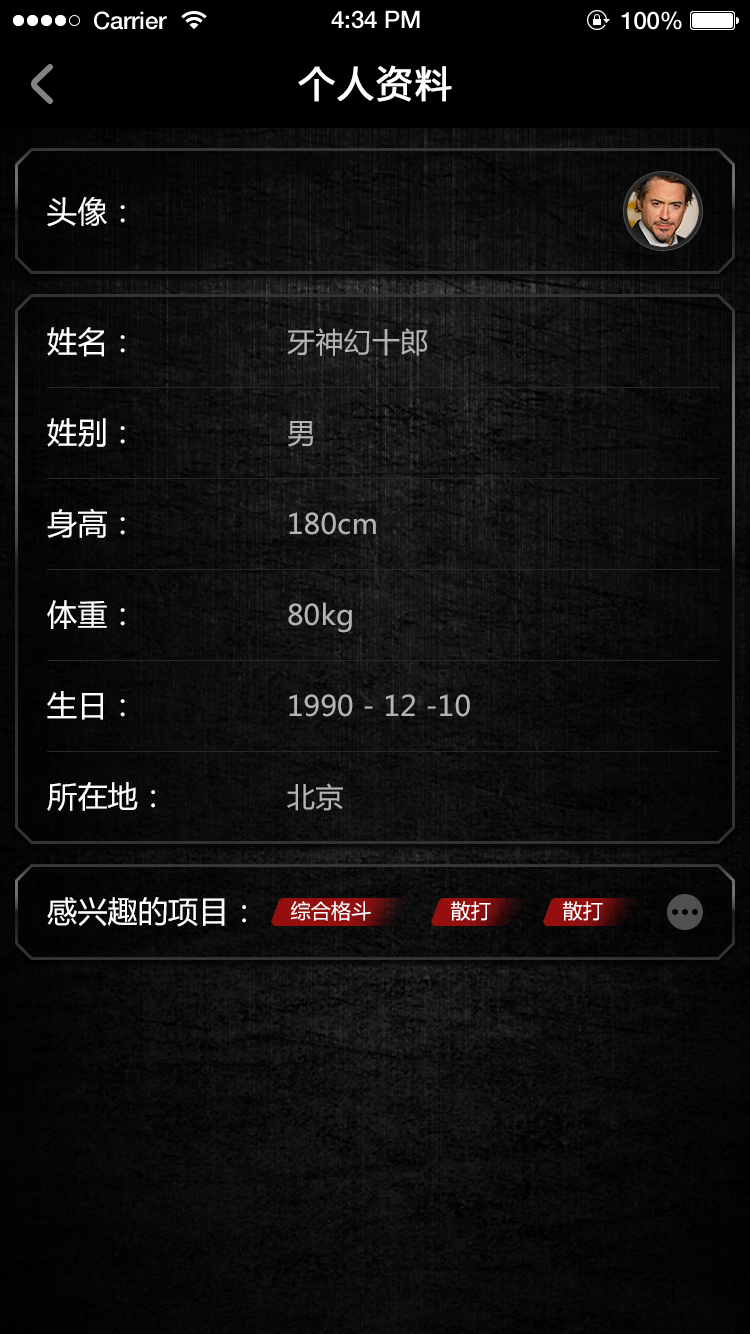 Carrier 4:34 PM 100%
个人资料
头像：
姓名： 牙神幻十郎
姓别： 男
身高： 180cm
体重： 80kg
生日： 1990 - 12 -10
所在地： 北京
感兴趣的项目： 综合格斗 散打 散打